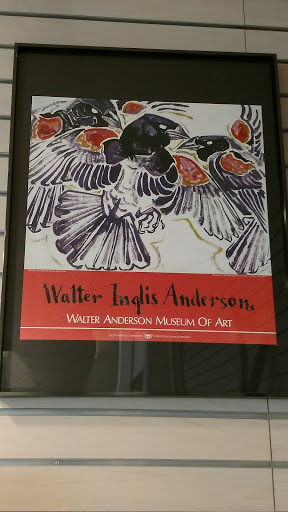 Walter Inglis Anderson,
WALTER ANDERSON MUSEUM OF ART